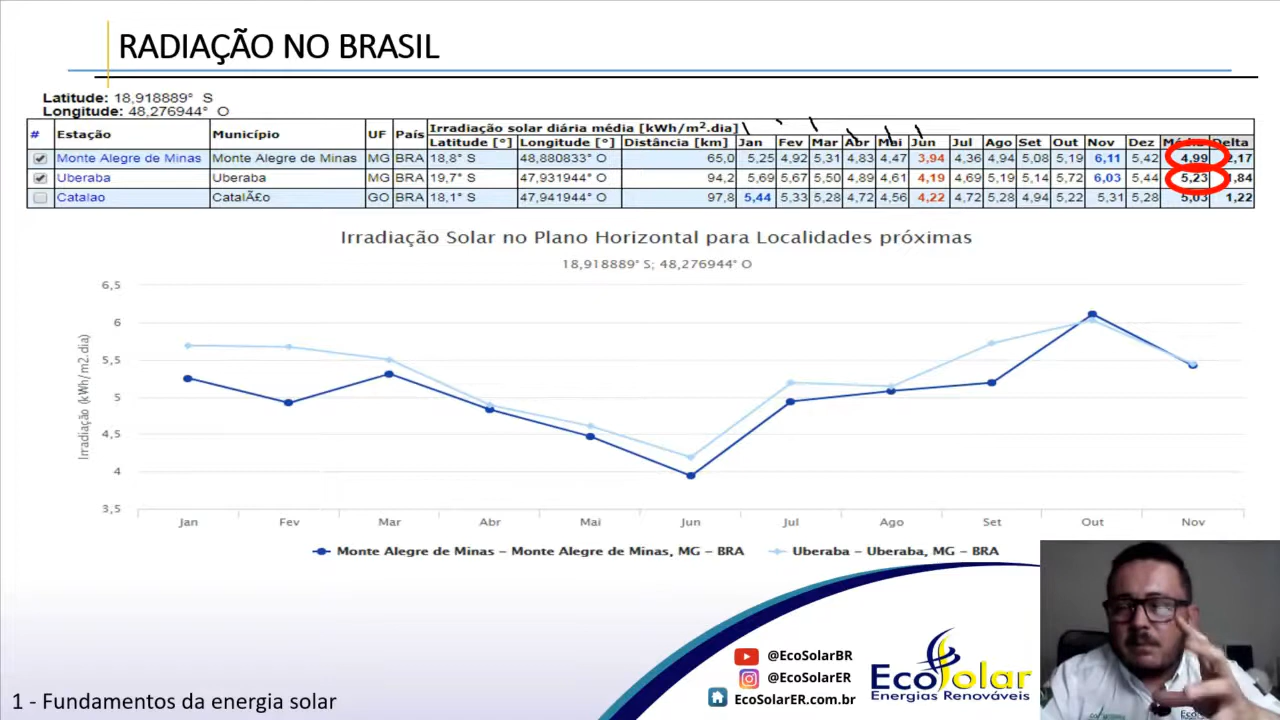 RADIAÇÃO NO BRASIL
Latitude: 18,918889° S
Longitude: 48,276944° O
# Estação Município UF País Irradiação solar diária média [kWh/m².dia]
Latitude [°] Longitude [°] Distância [km] Jan Fev Mar Abr Mai Jun Jul Ago Set Out Nov Dez Média Delta
Monte Alegre de Minas Monte Alegre de Minas MG BRA 18,8° S 48,880833° O 65,0 5,25 4,92 5,31 4,83 4,47 3,94 4,36 4,94 5,08 5,19 6,11 5,42 4,99 2,17
Uberaba Uberaba MG BRA 19,7° S 47,931944° O 94,2 5,69 5,67 5,50 4,89 4,61 4,19 4,69 5,19 5,14 5,72 6,03 5,44 5,23 1,84
Catalao CatalÃ£o GO BRA 18,1° S 47,941944° O 97,8 5,44 5,33 5,28 4,72 4,56 4,22 4,72 5,28 4,94 5,22 5,31 5,28 5,03 1,22
Irradiação Solar no Plano Horizontal para Localidades próximas
18,918889° S; 48,276944° O
Irradiação (kWh/m2.dia)
6,5
6
5,5
5
4,5
4
3,5
Jan Fev Mar Abr Mai Jun Jul Ago Set Out Nov
Monte Alegre de Minas – Monte Alegre de Minas, MG – BRA Uberaba – Uberaba, MG – BRA
@EcoSolarBR
@EcoSolarER
EcoSolarER.com.br
EcoSolar
Energias Renováveis
1 - Fundamentos da energia solar